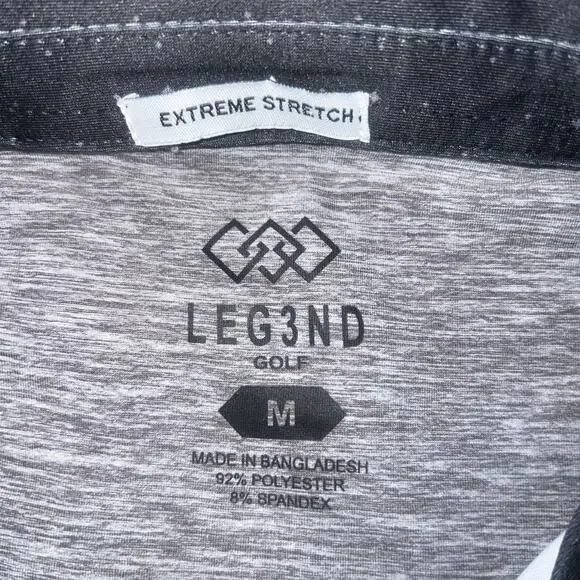 EXTREME STRETCH
LEG3ND
GOLF
M
MADE IN BANGLADESH
92% POLYESTER
8% SPANDEX